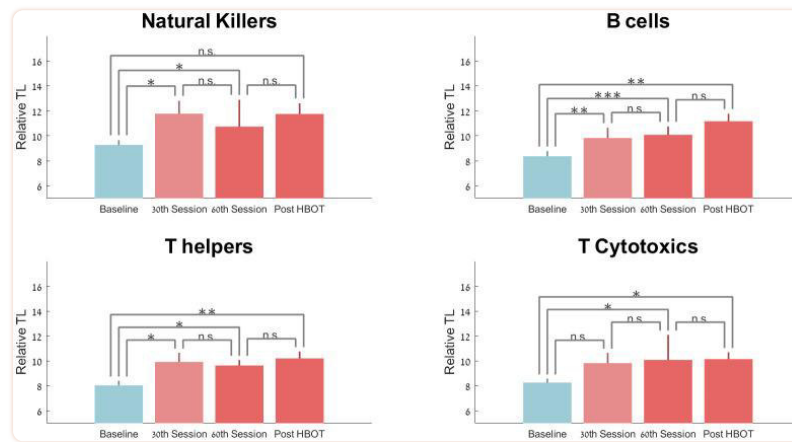 Natural Killers
Relative TL
16
14
12
10
8
6
n.s.
*
*
n.s.
n.s.
Baseline
30th Session
60th Session
Post HBOT
B cells
Relative TL
16
14
12
10
8
6
**
***
**
n.s
n.s
Baseline
30th Session
60th Session
Post HBOT
T helpers
Relative TL
16
14
12
10
8
6
**
*
*
n.s
n.s
Baseline
30th Session
60th Session
Post HBOT
T Cytotoxics
Relative TL
16
14
12
10
8
6
*
*
n.s
n.s
n.s
Baseline
30th Session
60th Session
Post HBOT